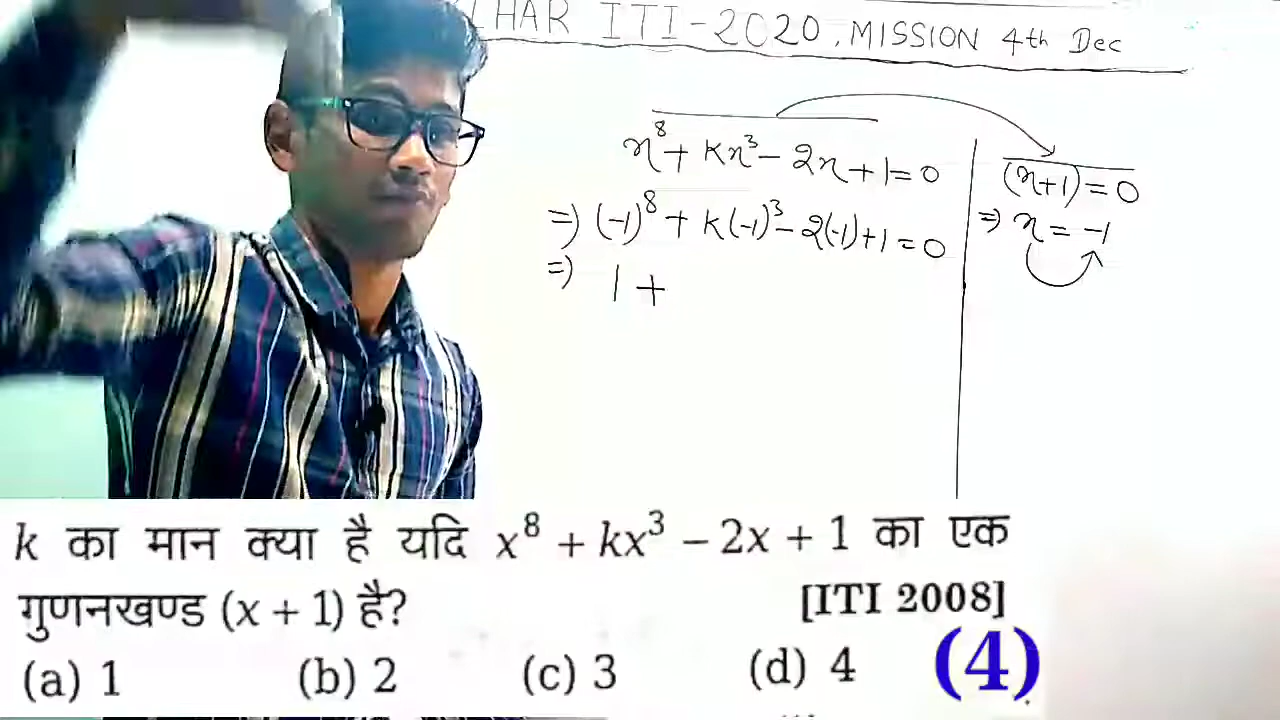 LHAR ITI-2020, MISSION 4th Dec
x⁸ + kx³ - 2x + 1 = 0
(x+1) = 0
⇒ (-1)⁸ + k(-1)³ - 2(-1) + 1 = 0
⇒ x = -1
⇒ 1 +
k का मान क्या है यदि x⁸ + kx³ − 2x + 1 का एक
गुणनखण्ड (x + 1) है?
[ITI 2008]
(a) 1 (b) 2 (c) 3 (d) 4 (4)